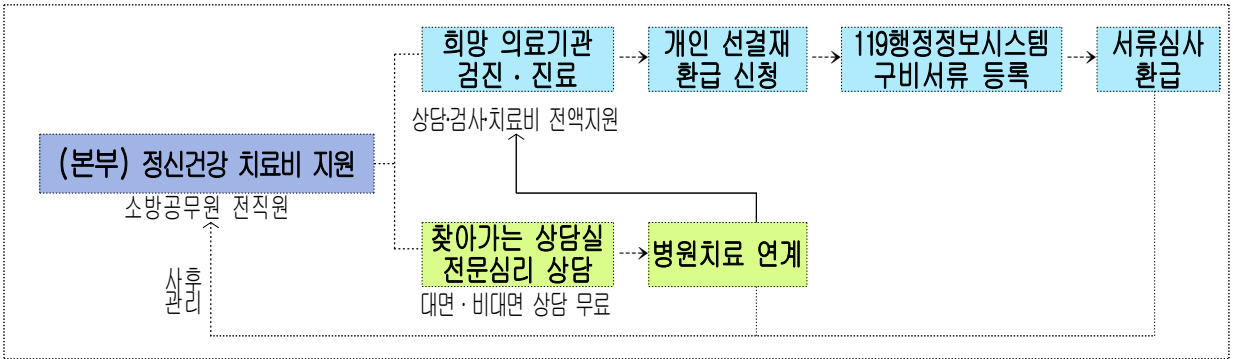 희망 의료기관
검진 · 진료
개인 선결재
환급 신청
119행정정보시스템
구비서류 등록
서류심사
환급
상담·검사·치료비 전액지원
(본부) 정신건강 치료비 지원
소방공무원 전직원
찾아가는 상담실
전문심리 상담
병원치료 연계
대면 · 비대면 상담 무료
사후
관리